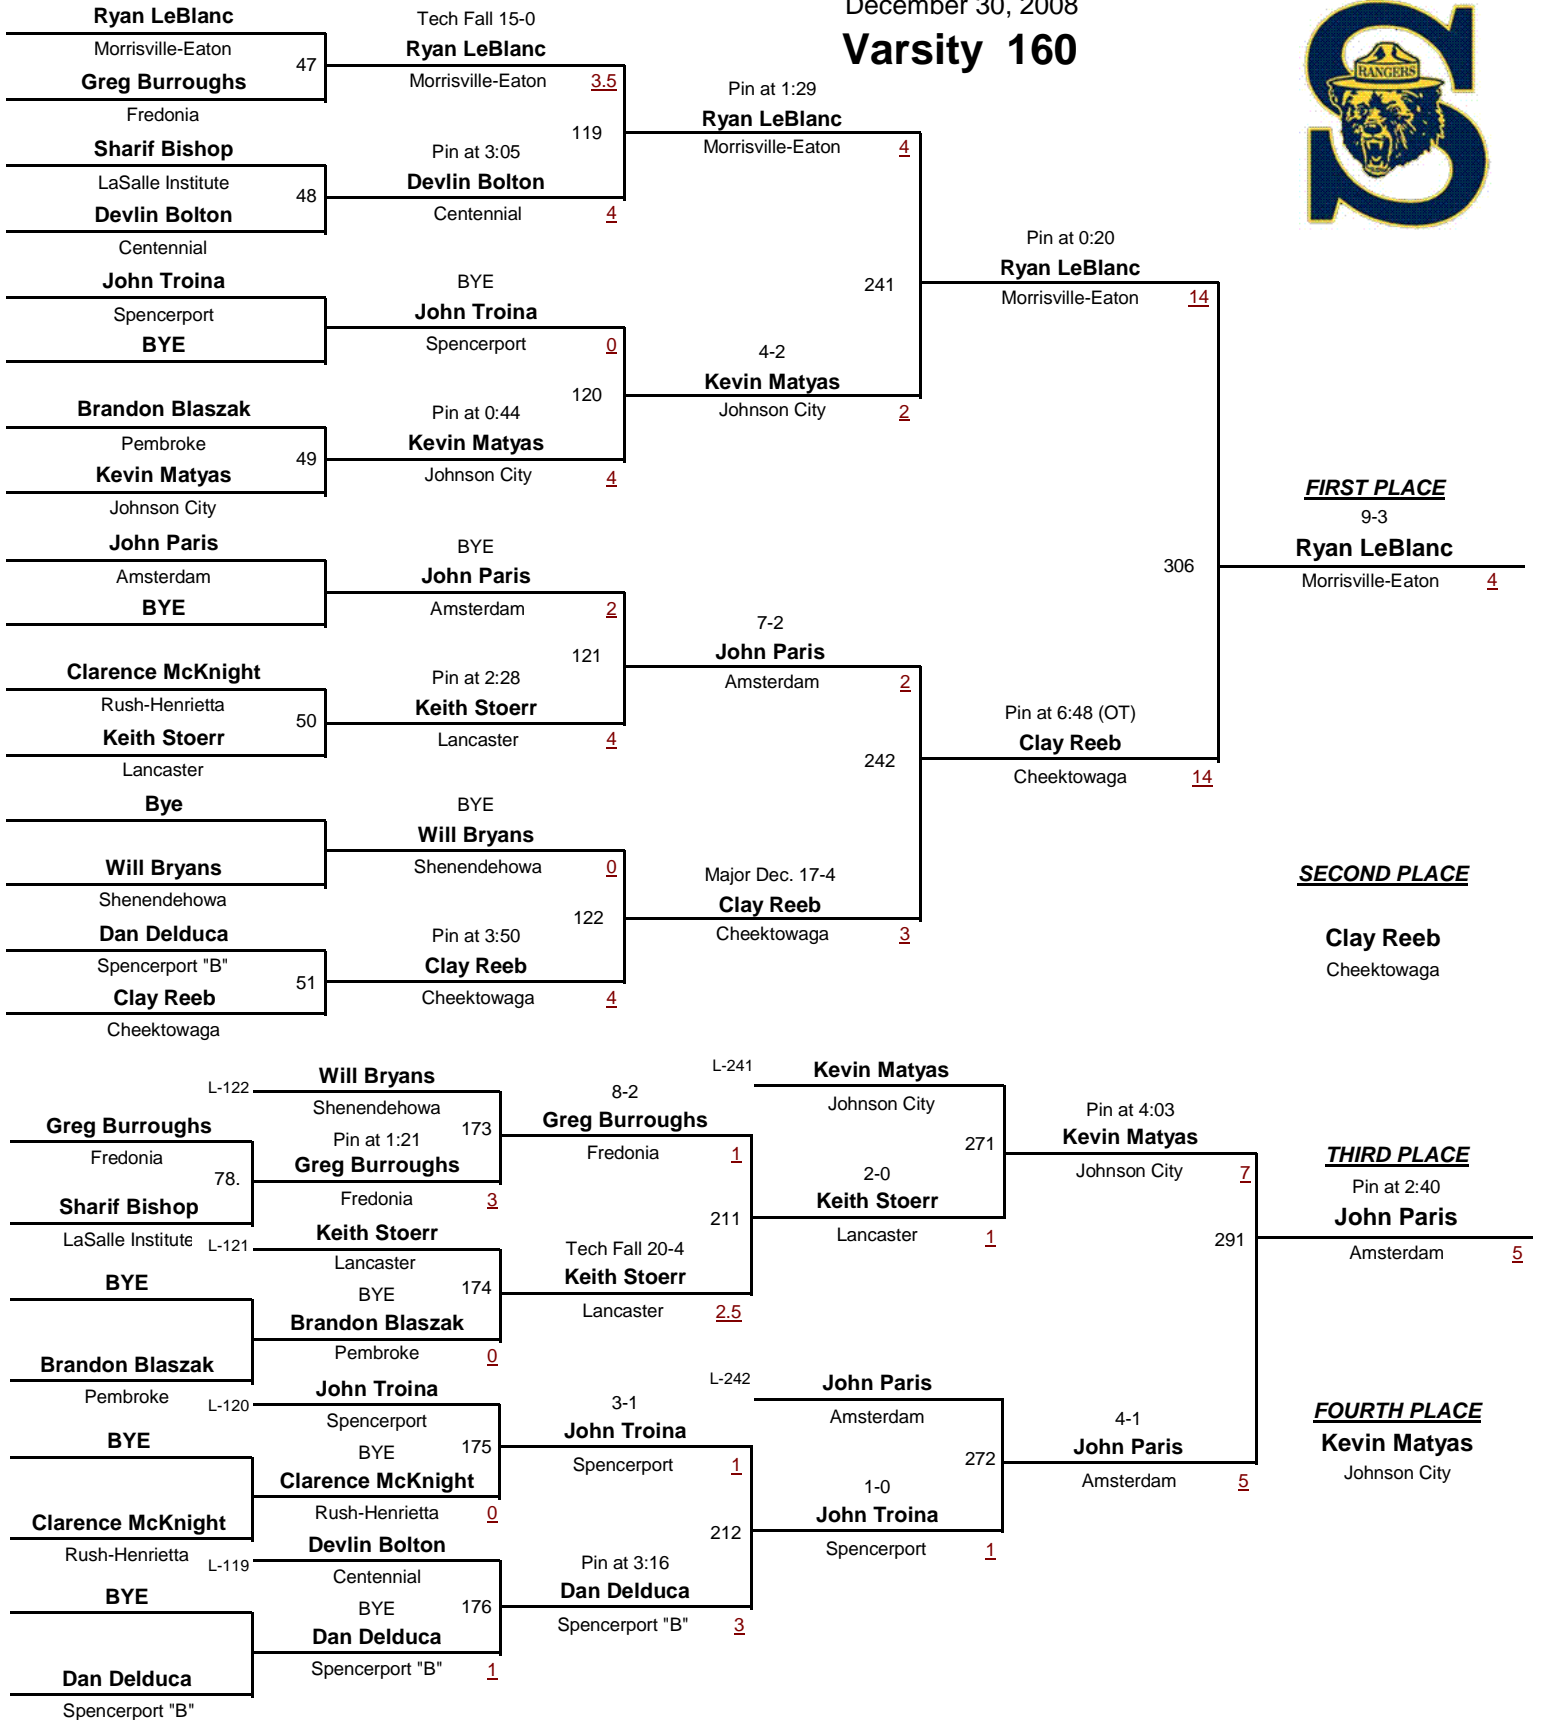 December 30, 2008
Varsity 160
RANGERS
Ryan LeBlanc
Morrisville-Eaton
47
Greg Burroughs
Fredonia
Sharif Bishop
LaSalle Institute
48
Devlin Bolton
Centennial
John Troina
Spencerport
BYE
Brandon Blaszak
Pembroke
49
Kevin Matyas
Johnson City
John Paris
Amsterdam
BYE
Clarence McKnight
Rush-Henrietta
50
Keith Stoerr
Lancaster
Bye
Will Bryans
Shenendehowa
Dan Delduca
Spencerport "B"
51
Clay Reeb
Cheektowaga
Tech Fall 15-0
Ryan LeBlanc
Morrisville-Eaton 3.5
119
Pin at 3:05
Devlin Bolton
Centennial 4
BYE
John Troina
Spencerport 0
120
Pin at 0:44
Kevin Matyas
Johnson City 4
BYE
John Paris
Amsterdam 2
121
Pin at 2:28
Keith Stoerr
Lancaster 4
BYE
Will Bryans
Shenendehowa 0
122
Pin at 3:50
Clay Reeb
Cheektowaga 4
Pin at 1:29
Ryan LeBlanc
Morrisville-Eaton 4
241
4-2
Kevin Matyas
Johnson City 2
7-2
John Paris
Amsterdam 2
242
Major Dec. 17-4
Clay Reeb
Cheektowaga 3
Pin at 0:20
Ryan LeBlanc
Morrisville-Eaton 14
306
Pin at 6:48 (OT)
Clay Reeb
Cheektowaga 14
FIRST PLACE
9-3
Ryan LeBlanc
Morrisville-Eaton 4
SECOND PLACE
Clay Reeb
Cheektowaga
Greg Burroughs
Fredonia
78.
Sharif Bishop
LaSalle Institute
BYE
Brandon Blaszak
Pembroke
BYE
Clarence McKnight
Rush-Henrietta
BYE
Dan Delduca
Spencerport "B"
L-122
Will Bryans
Shenendehowa
173
Pin at 1:21
Greg Burroughs
Fredonia 3
L-121
Keith Stoerr
Lancaster
174
BYE
Brandon Blaszak
Pembroke 0
L-120
John Troina
Spencerport
175
BYE
Clarence McKnight
Rush-Henrietta 0
L-119
Devlin Bolton
Centennial
176
BYE
Dan Delduca
Spencerport "B" 1
8-2
Greg Burroughs
Fredonia 1
211
Tech Fall 20-4
Keith Stoerr
Lancaster 2.5
3-1
John Troina
Spencerport 1
212
Pin at 3:16
Dan Delduca
Spencerport "B" 3
L-241
Kevin Matyas
Johnson City
271
2-0
Keith Stoerr
Lancaster 1
L-242
John Paris
Amsterdam
272
1-0
John Troina
Spencerport 1
Pin at 4:03
Kevin Matyas
Johnson City 7
291
4-1
John Paris
Amsterdam 5
THIRD PLACE
Pin at 2:40
John Paris
Amsterdam 5
FOURTH PLACE
Kevin Matyas
Johnson City